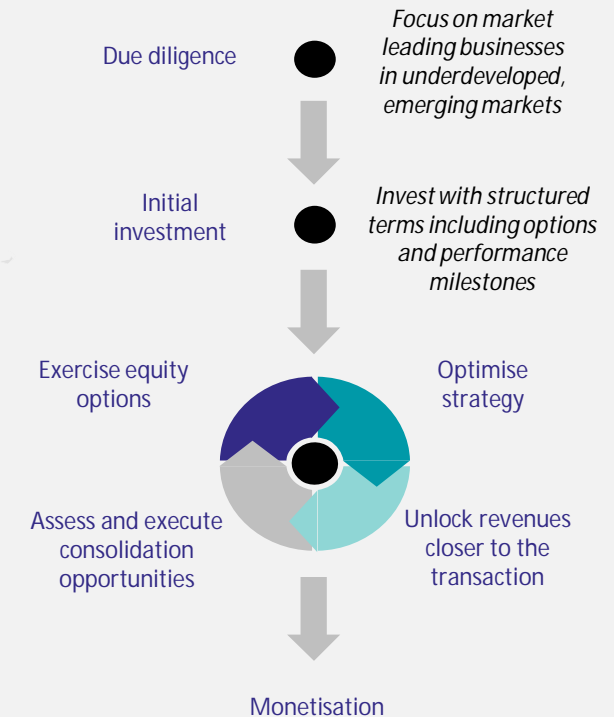 Due diligence
Focus on market
leading businesses
in underdeveloped,
emerging markets
Initial
investment
Invest with structured
terms including options
and performance
milestones
Exercise equity
options
Optimise
strategy
Assess and execute
consolidation
opportunities
Unlock revenues
closer to the
transaction
Monetisation